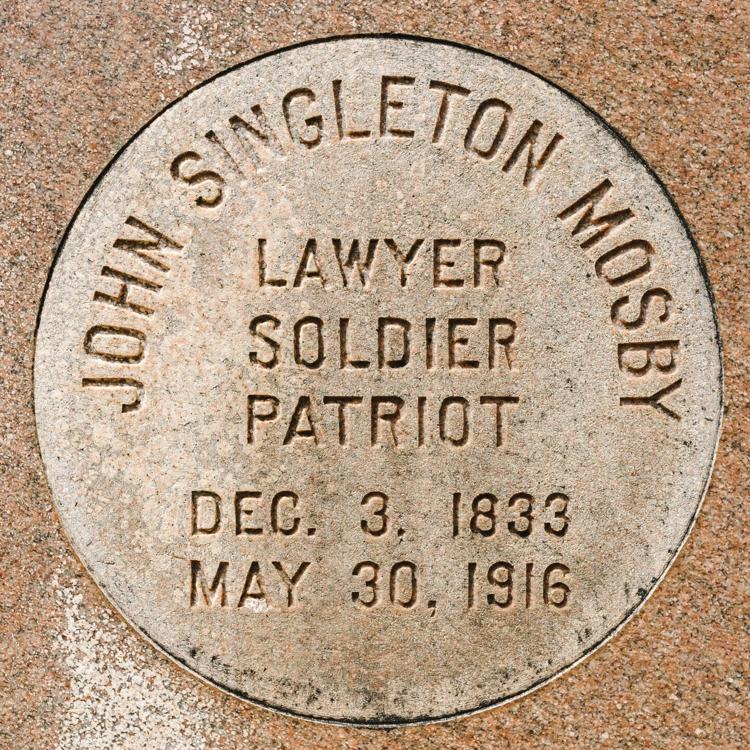 JOHN SINGLETON MOSBY
LAWYER
SOLDIER
PATRIOT
DEC. 3, 1833
MAY 30, 1916